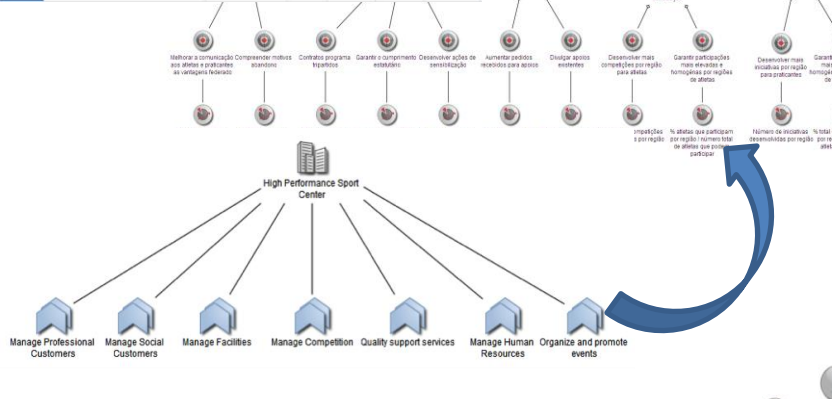 Melhorar a comunicação
aos atletas e praticantes
as vantagens federado
Compreender motivos
abandono
Contratos programa
tripartidos
Garantir o cumprimento
estatutário
Desenvolver ações de
sensibilização
Aumentar pedidos
recebidos para apoios
Divulgar apoios
existentes
Desenvolver mais
competições por região
para atletas
Garantir participações
mais elevadas e
homogénias por regiões
de atletas
Desenvolver mais
iniciativas por região
para praticantes
s por região
% atletas que participam
por região / número total
de atletas que podem
participar
Número de iniciativas
desenvolvidas por região
% total
High Performance Sport
Center
Manage Professional
Customers
Manage Social
Customers
Manage Facilities
Manage Competition
Quality support services
Manage Human
Resources
Organize and promote
events